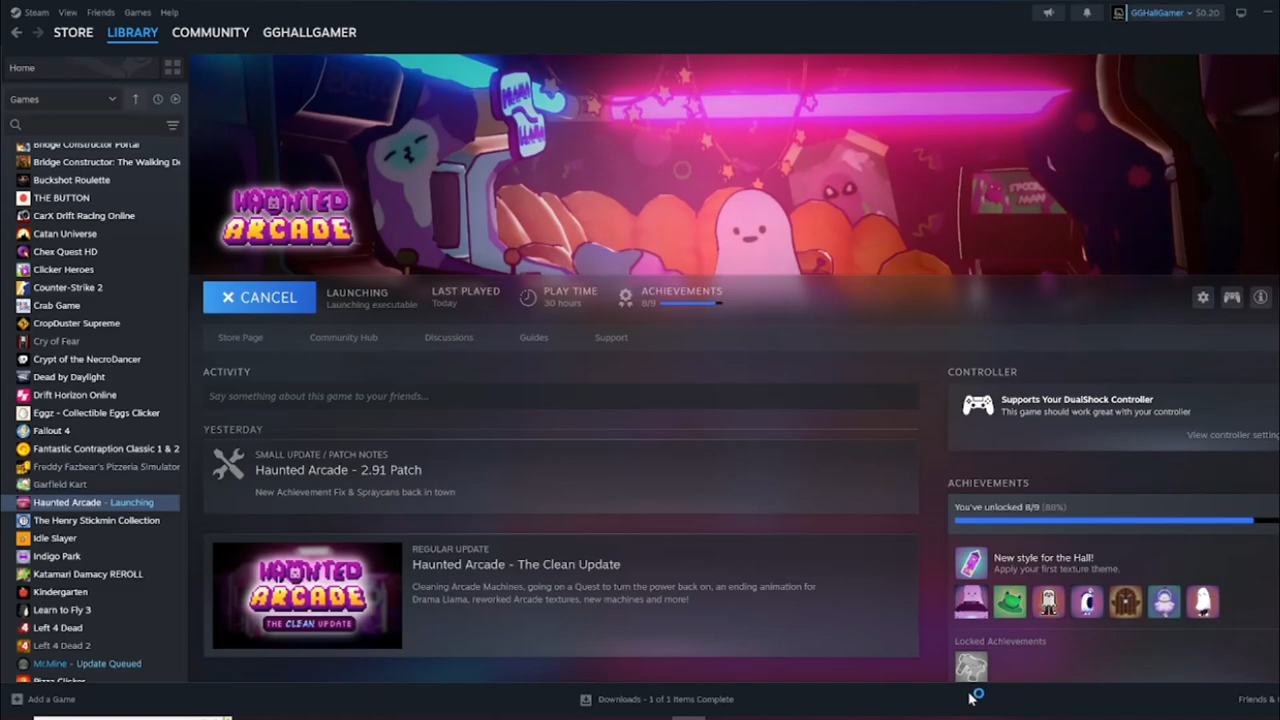 Steam View Friends Games Help
GGHallGamer $0.20
STORE LIBRARY COMMUNITY GGHALLGAMER
Home
Games
Bridge Constructor Portal
Bridge Constructor: The Walking De
Buckshot Roulette
THE BUTTON
CarX Drift Racing Online
Catan Universe
Chex Quest HD
Clicker Heroes
Counter-Strike 2
Crab Game
CropDuster Supreme
Cry of Fear
Crypt of the NecroDancer
Dead by Daylight
Drift Horizon Online
Eggz - Collectible Eggs Clicker
Fallout 4
Fantastic Contraption Classic 1 & 2
Freddy Fazbear's Pizzeria Simulator
Garfield Kart
Haunted Arcade - Launching
The Henry Stickmin Collection
Idle Slayer
Indigo Park
Katamari Damacy REROLL
Kindergarten
Learn to Fly 3
Left 4 Dead
Left 4 Dead 2
Mr.Mine - Update Queued
Pizza Clicker
Add a Game
DRAMA
LLAMA
HAUNTED
ARCADE
CANCEL
LAUNCHING
Launching executable
LAST PLAYED
Today
PLAY TIME
30 hours
ACHIEVEMENTS
8/9
Store Page Community Hub Discussions Guides Support
ACTIVITY
Say something about this game to your friends...
YESTERDAY
SMALL UPDATE / PATCH NOTES
Haunted Arcade - 2.91 Patch
New Achievement Fix & Spraycans back in town
HAUNTED
ARCADE
THE CLEAN UPDATE
REGULAR UPDATE
Haunted Arcade - The Clean Update
Cleaning Arcade Machines, going on a Quest to turn the power back on, an ending animation for
Drama Llama, reworked Arcade textures, new machines and more!
CONTROLLER
Supports Your DualShock Controller
This game should work great with your controller
View controller settin
ACHIEVEMENTS
You've unlocked 8/9 (88%)
New style for the Hall!
Apply your first texture theme.
Locked Achievements
Downloads - 1 of 1 Items Complete
Friends &